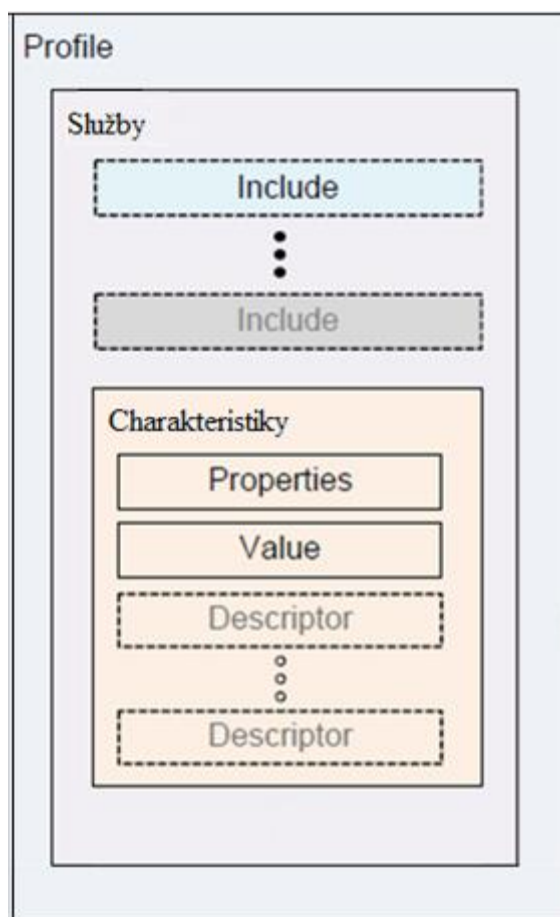 Profile
Služby
Include
Include
Charakteristiky
Properties
Value
Descriptor
Descriptor